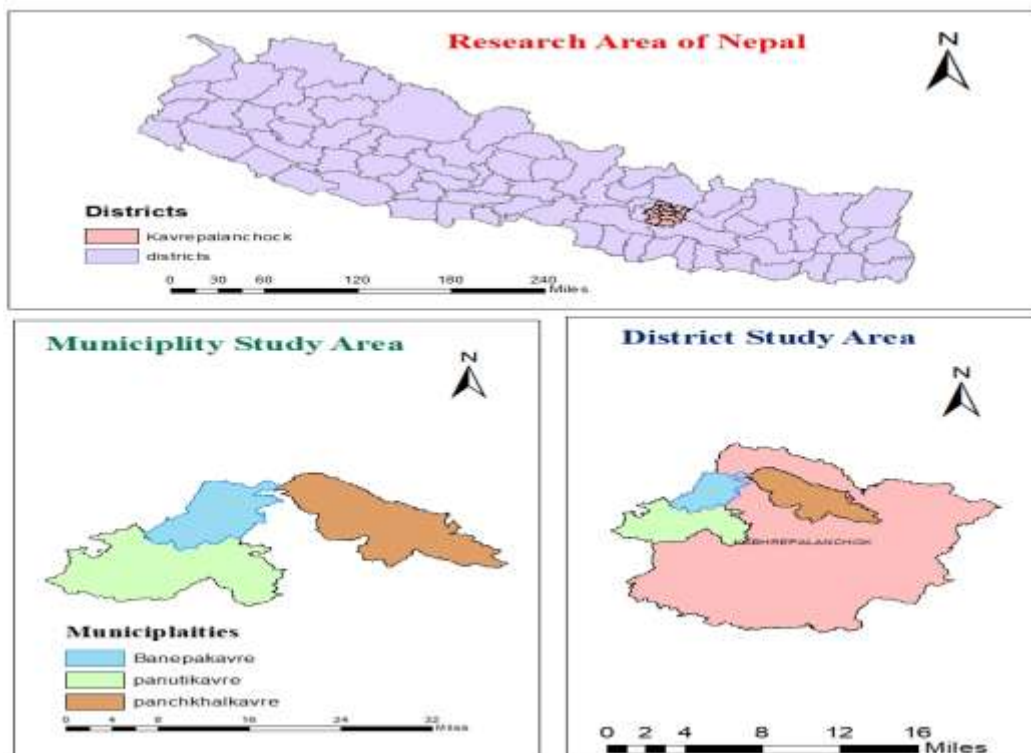 Research Area of Nepal
N
Districts
Kavrepalanchock
districts
0 30 60 120 180 240
Miles
Municiplity Study Area
N
Municiplaities
Banepakavre
panutikavre
panchkhalkavre
0 4 8 16 24 32
Miles
District Study Area
N
0 2 4 8 12 16
Miles